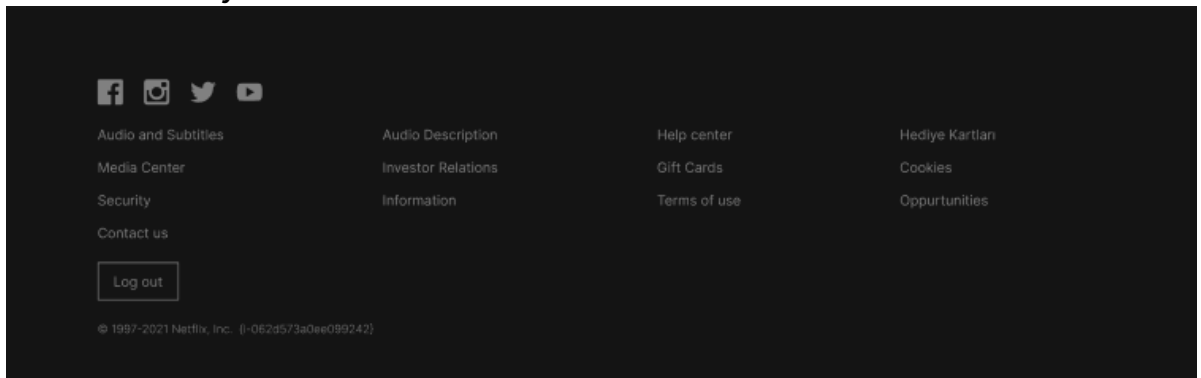 Audio and Subtitles Audio Description Help center Hediye Kartları
Media Center Investor Relations Gift Cards Cookies
Security Information Terms of use Oppurtunities
Contact us
Log out
© 1997-2021 Netflix, Inc. {i-062d573a0ee099242}